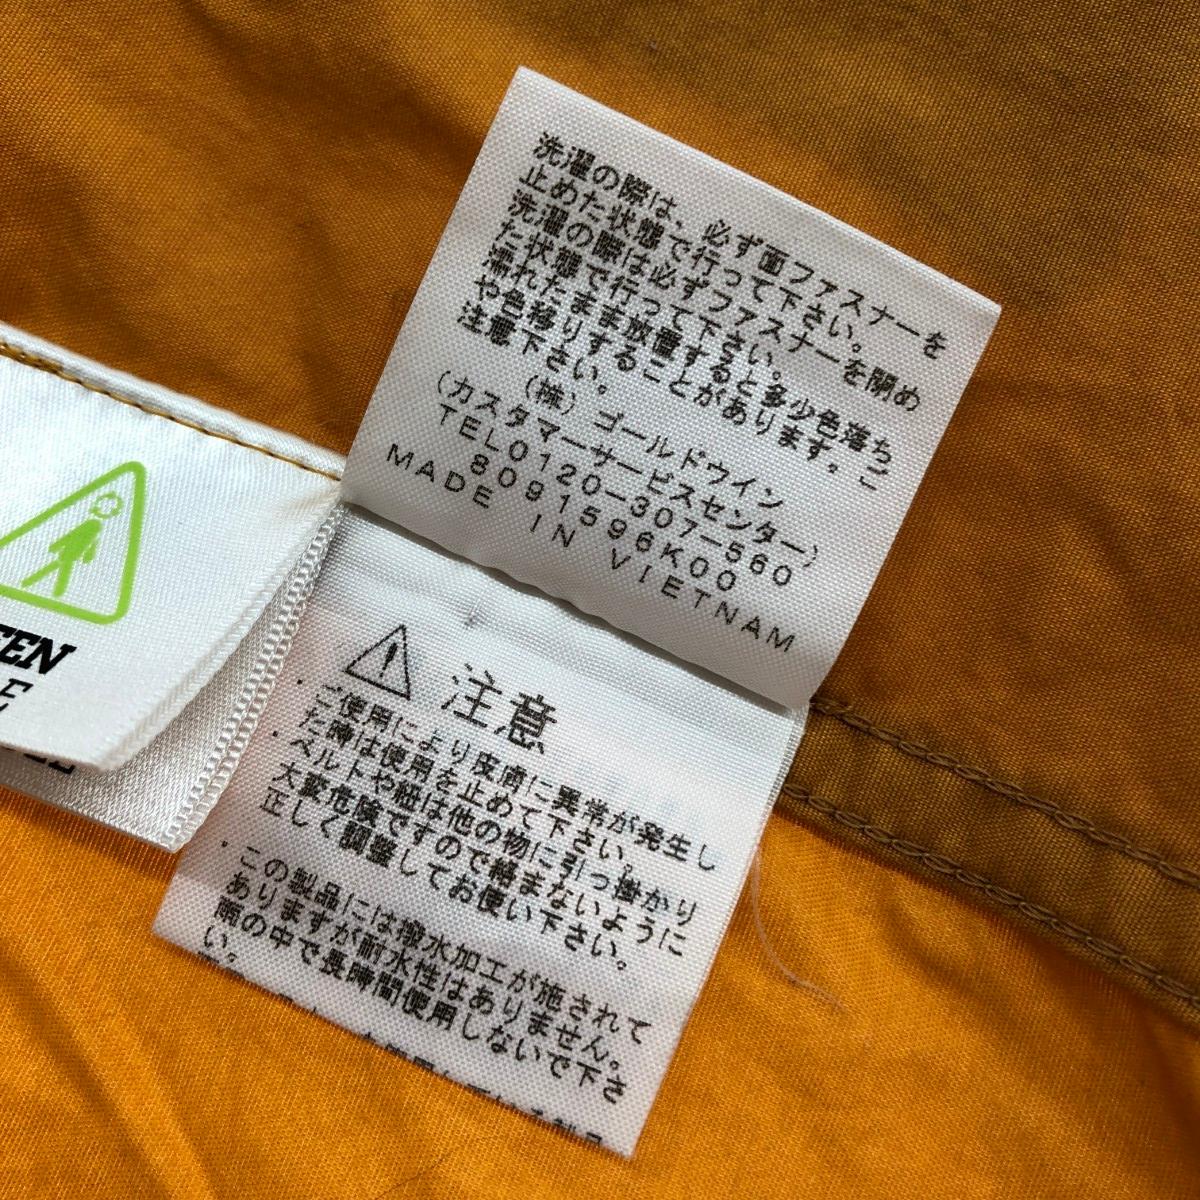 洗濯の際は、必ず面ファスナーを
止めた状態で行って下さい。
洗濯の際は必ずファスナーを閉め
た状態で行って下さい。
濡れたまま放置すると多少色落ち
や色移りすることがあります。ご
注意下さい。
(株) ゴールドウイン
(カスタマーサービスセンター)
TEL0120-307-560
8091596K00
MADE IN VIETNAM
注意
・ご使用により皮膚に異常が発生し
た時は使用を止めて下さい。
・ベルトや紐は他の物に引っ掛かり
大変危険ですので絡まないように
正しく調整してお使い下さい。
・この製品には撥水加工が施されて
ありますが耐水性はありません。
雨の中で長時間使用しないで下さ
い。